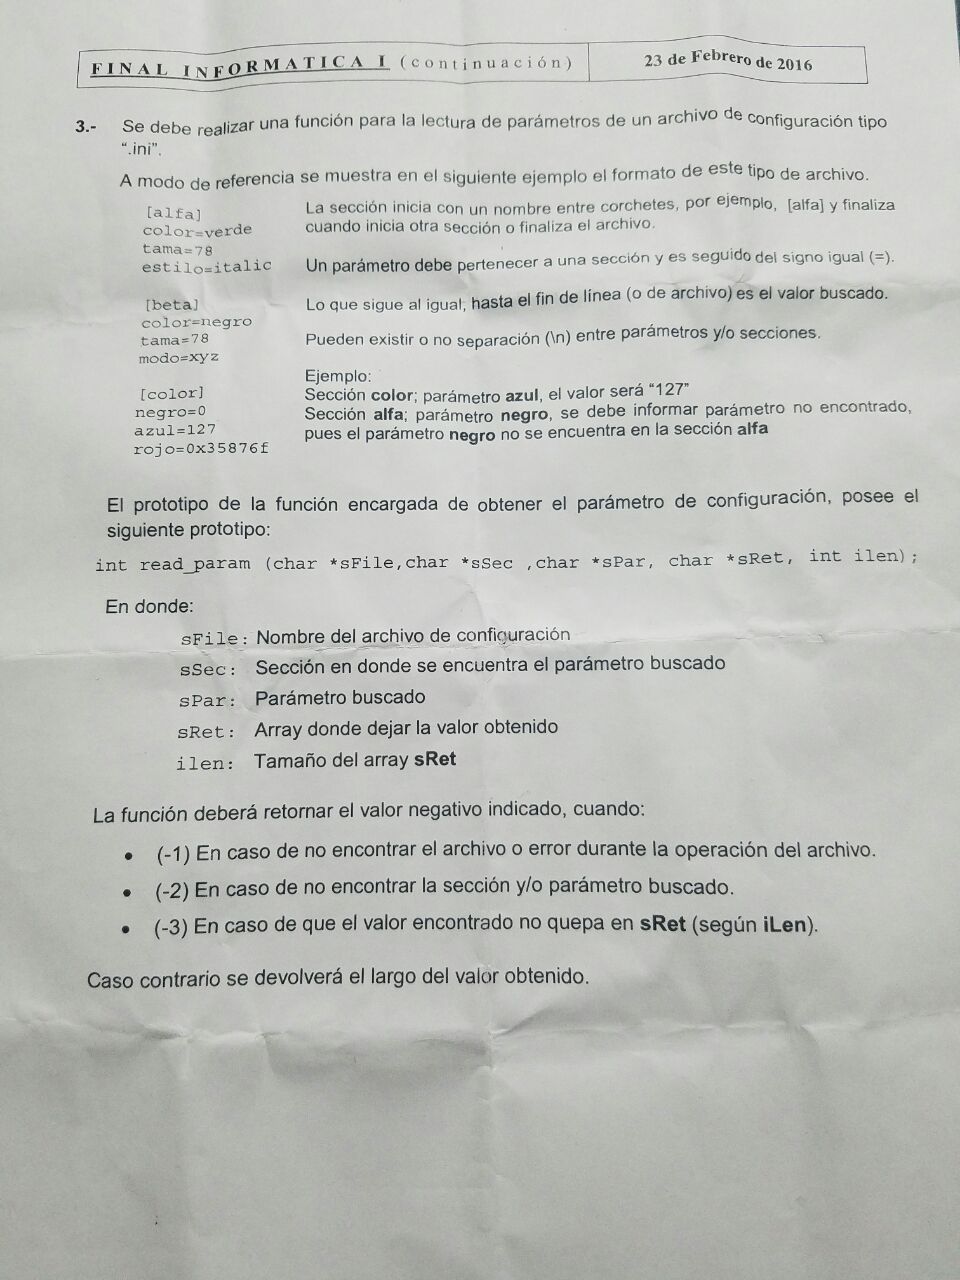 FINAL INFORMATICA I (continuación) 23 de Febrero de 2016
3.- Se debe realizar una función para la lectura de parámetros de un archivo de configuración tipo
“.ini”.
A modo de referencia se muestra en el siguiente ejemplo el formato de este tipo de archivo.
[alfa]
color=verde
tama=78
estilo=italic
[beta]
color=negro
tama=78
modo=xyz
[color]
negro=0
azul=127
rojo=0x35876f
La sección inicia con un nombre entre corchetes, por ejemplo, [alfa] y finaliza
cuando inicia otra sección o finaliza el archivo.
Un parámetro debe pertenecer a una sección y es seguido del signo igual (=).
Lo que sigue al igual, hasta el fin de línea (o de archivo) es el valor buscado.
Pueden existir o no separación (\n) entre parámetros y/o secciones.
Ejemplo:
Sección color; parámetro azul, el valor será “127”
Sección alfa; parámetro negro, se debe informar parámetro no encontrado,
pues el parámetro negro no se encuentra en la sección alfa
El prototipo de la función encargada de obtener el parámetro de configuración, posee el
siguiente prototipo:
int read_param (char *sFile,char *sSec ,char *sPar, char *sRet, int ilen);
En donde:
sFile: Nombre del archivo de configuración
sSec: Sección en donde se encuentra el parámetro buscado
sPar: Parámetro buscado
sRet: Array donde dejar la valor obtenido
ilen: Tamaño del array sRet
La función deberá retornar el valor negativo indicado, cuando:
• (-1) En caso de no encontrar el archivo o error durante la operación del archivo.
• (-2) En caso de no encontrar la sección y/o parámetro buscado.
• (-3) En caso de que el valor encontrado no quepa en sRet (según iLen).
Caso contrario se devolverá el largo del valor obtenido.